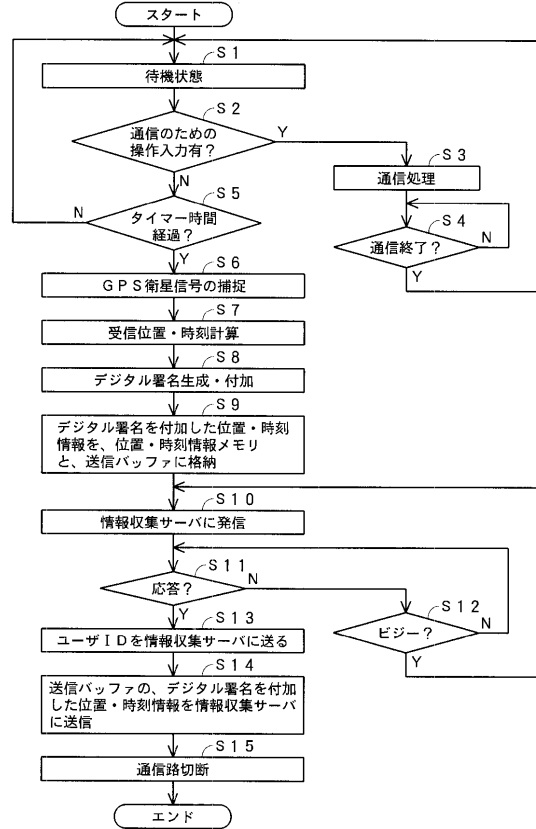 スタート
S1
待機状態
S2
通信のための
操作入力有?
Y
N
S3
通信処理
S4
通信終了?
N
Y
S5
タイマー時間
経過?
N
Y
S6
GPS衛星信号の捕捉
S7
受信位置・時刻計算
S8
デジタル署名生成・付加
S9
デジタル署名を付加した位置・時刻
情報を、位置・時刻情報メモリ
と、送信バッファに格納
S10
情報収集サーバに発信
S11
応答?
N
Y
S12
ビジー?
N
Y
S13
ユーザIDを情報収集サーバに送る
S14
送信バッファの、デジタル署名を付加
した位置・時刻情報を情報収集サーバ
に送信
S15
通信路切断
エンド